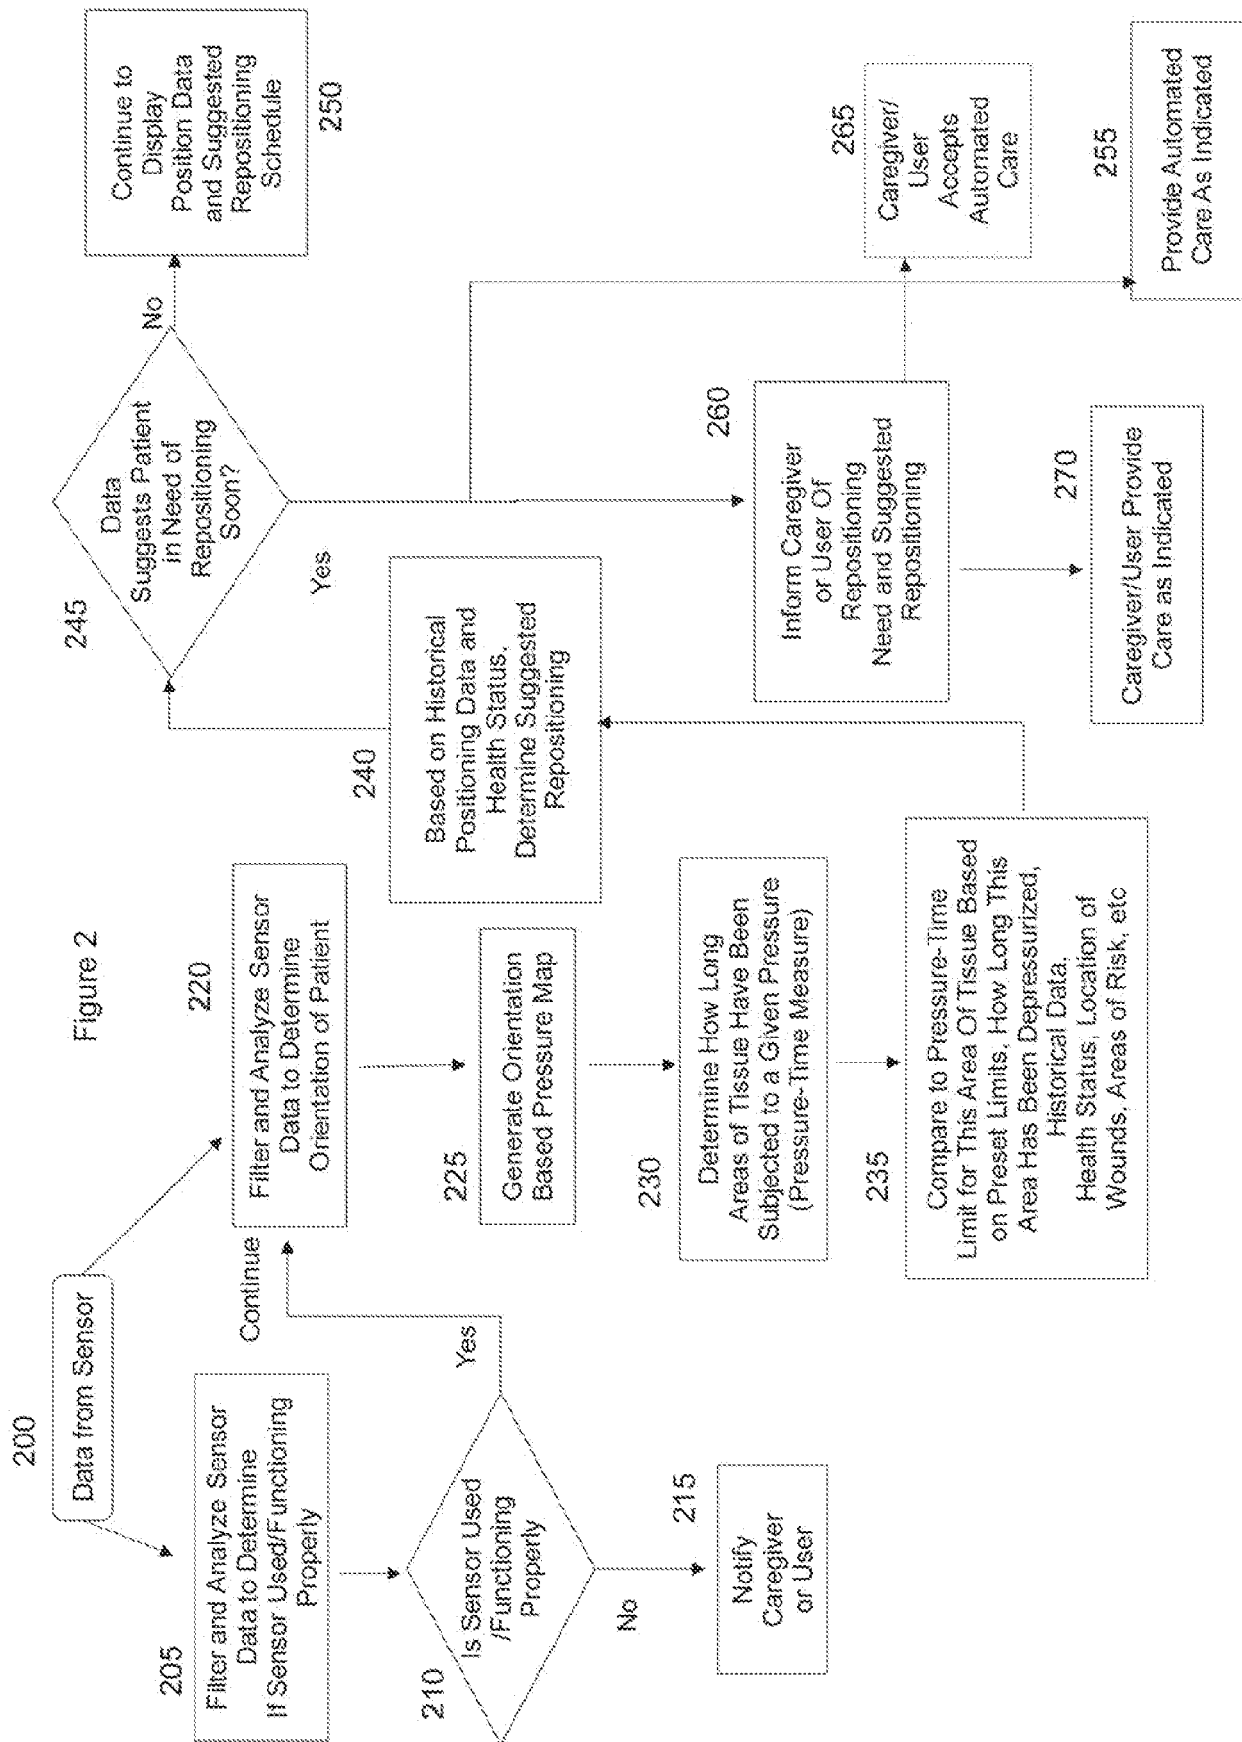 Figure 2
200
Data from Sensor
205
Filter and Analyze Sensor
Data to Determine
If Sensor Used/Functioning
Properly
210
Is Sensor Used
/Functioning
Properly
Yes
Continue
No
215
Notify
Caregiver
or User
220
Filter and Analyze Sensor
Data to Determine
Orientation of Patient
225
Generate Orientation
Based Pressure Map
230
Determine How Long
Areas of Tissue Have Been
Subjected to a Given Pressure
(Pressure-Time Measure)
235
Compare to Pressure-Time
Limit for This Area Of Tissue Based
on Preset Limits, How Long This
Area Has Been Depressurized,
Historical Data,
Health Status, Location of
Wounds, Areas of Risk, etc
240
Based on Historical
Positioning Data and
Health Status,
Determine Suggested
Repositioning
245
Data
Suggests Patient
in Need of
Repositioning
Soon?
No
Yes
250
Continue to
Display
Position Data
and Suggested
Repositioning
Schedule
260
Inform Caregiver
or User Of
Repositioning
Need and Suggested
Repositioning
265
Caregiver/
User
Accepts
Automated
Care
270
Caregiver/User Provide
Care as Indicated
255
Provide Automated
Care As Indicated